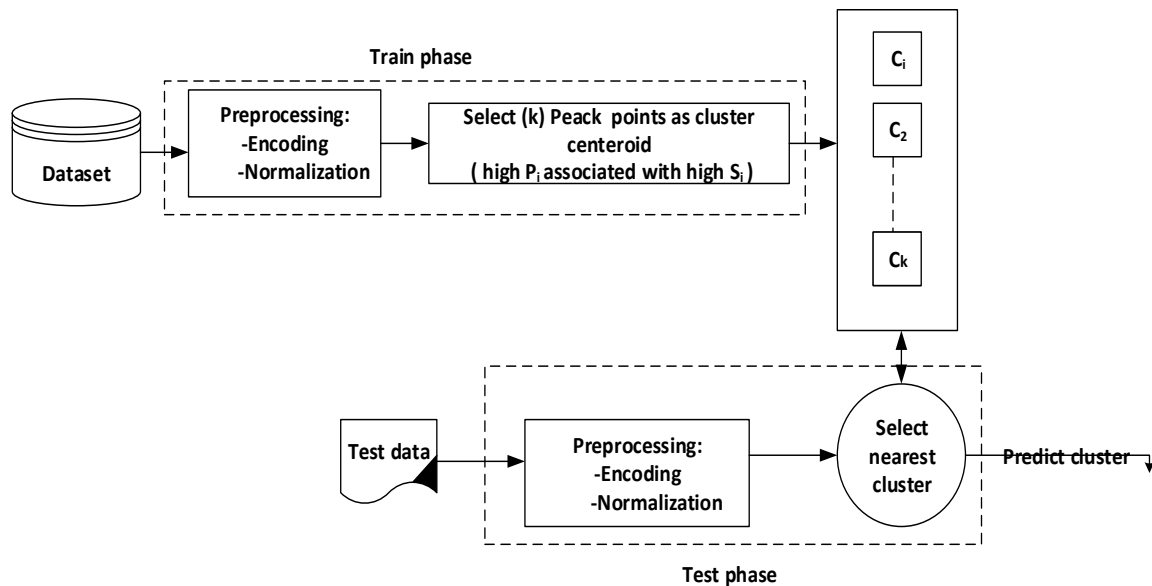 Train phase
Dataset
Preprocessing:
-Encoding
-Normalization
Select (k) Peack points as cluster
centeroid
( high Pᵢ associated with high Sᵢ )
Cᵢ
C₂
Ck
Test data
Preprocessing:
-Encoding
-Normalization
Select
nearest
cluster
Predict cluster
Test phase